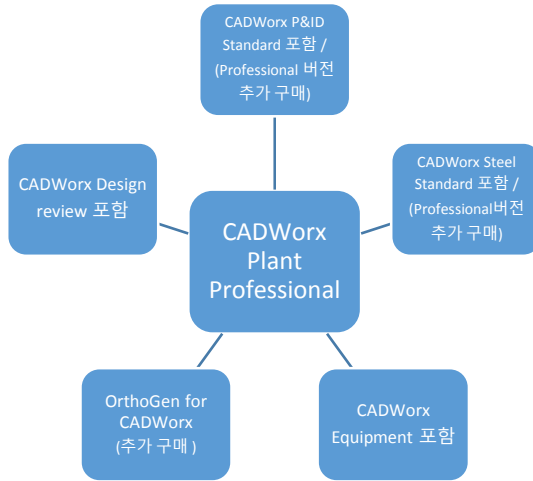 CADWorx P&ID
Standard 포함 /
(Professional 버전
추가 구매)
CADWorx Design
review 포함
CADWorx Steel
Standard 포함 /
(Professional버전
추가 구매)
CADWorx
Plant
Professional
OrthoGen for
CADWorx
(추가 구매 )
CADWorx
Equipment 포함